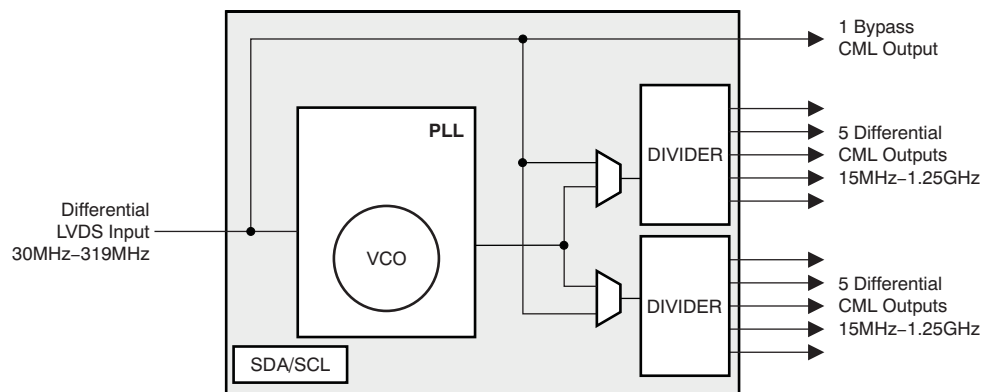 1 Bypass
CML Output
PLL
DIVIDER
5 Differential
CML Outputs
15MHz–1.25GHz
Differential
LVDS Input
30MHz–319MHz
VCO
DIVIDER
5 Differential
CML Outputs
15MHz–1.25GHz
SDA/SCL